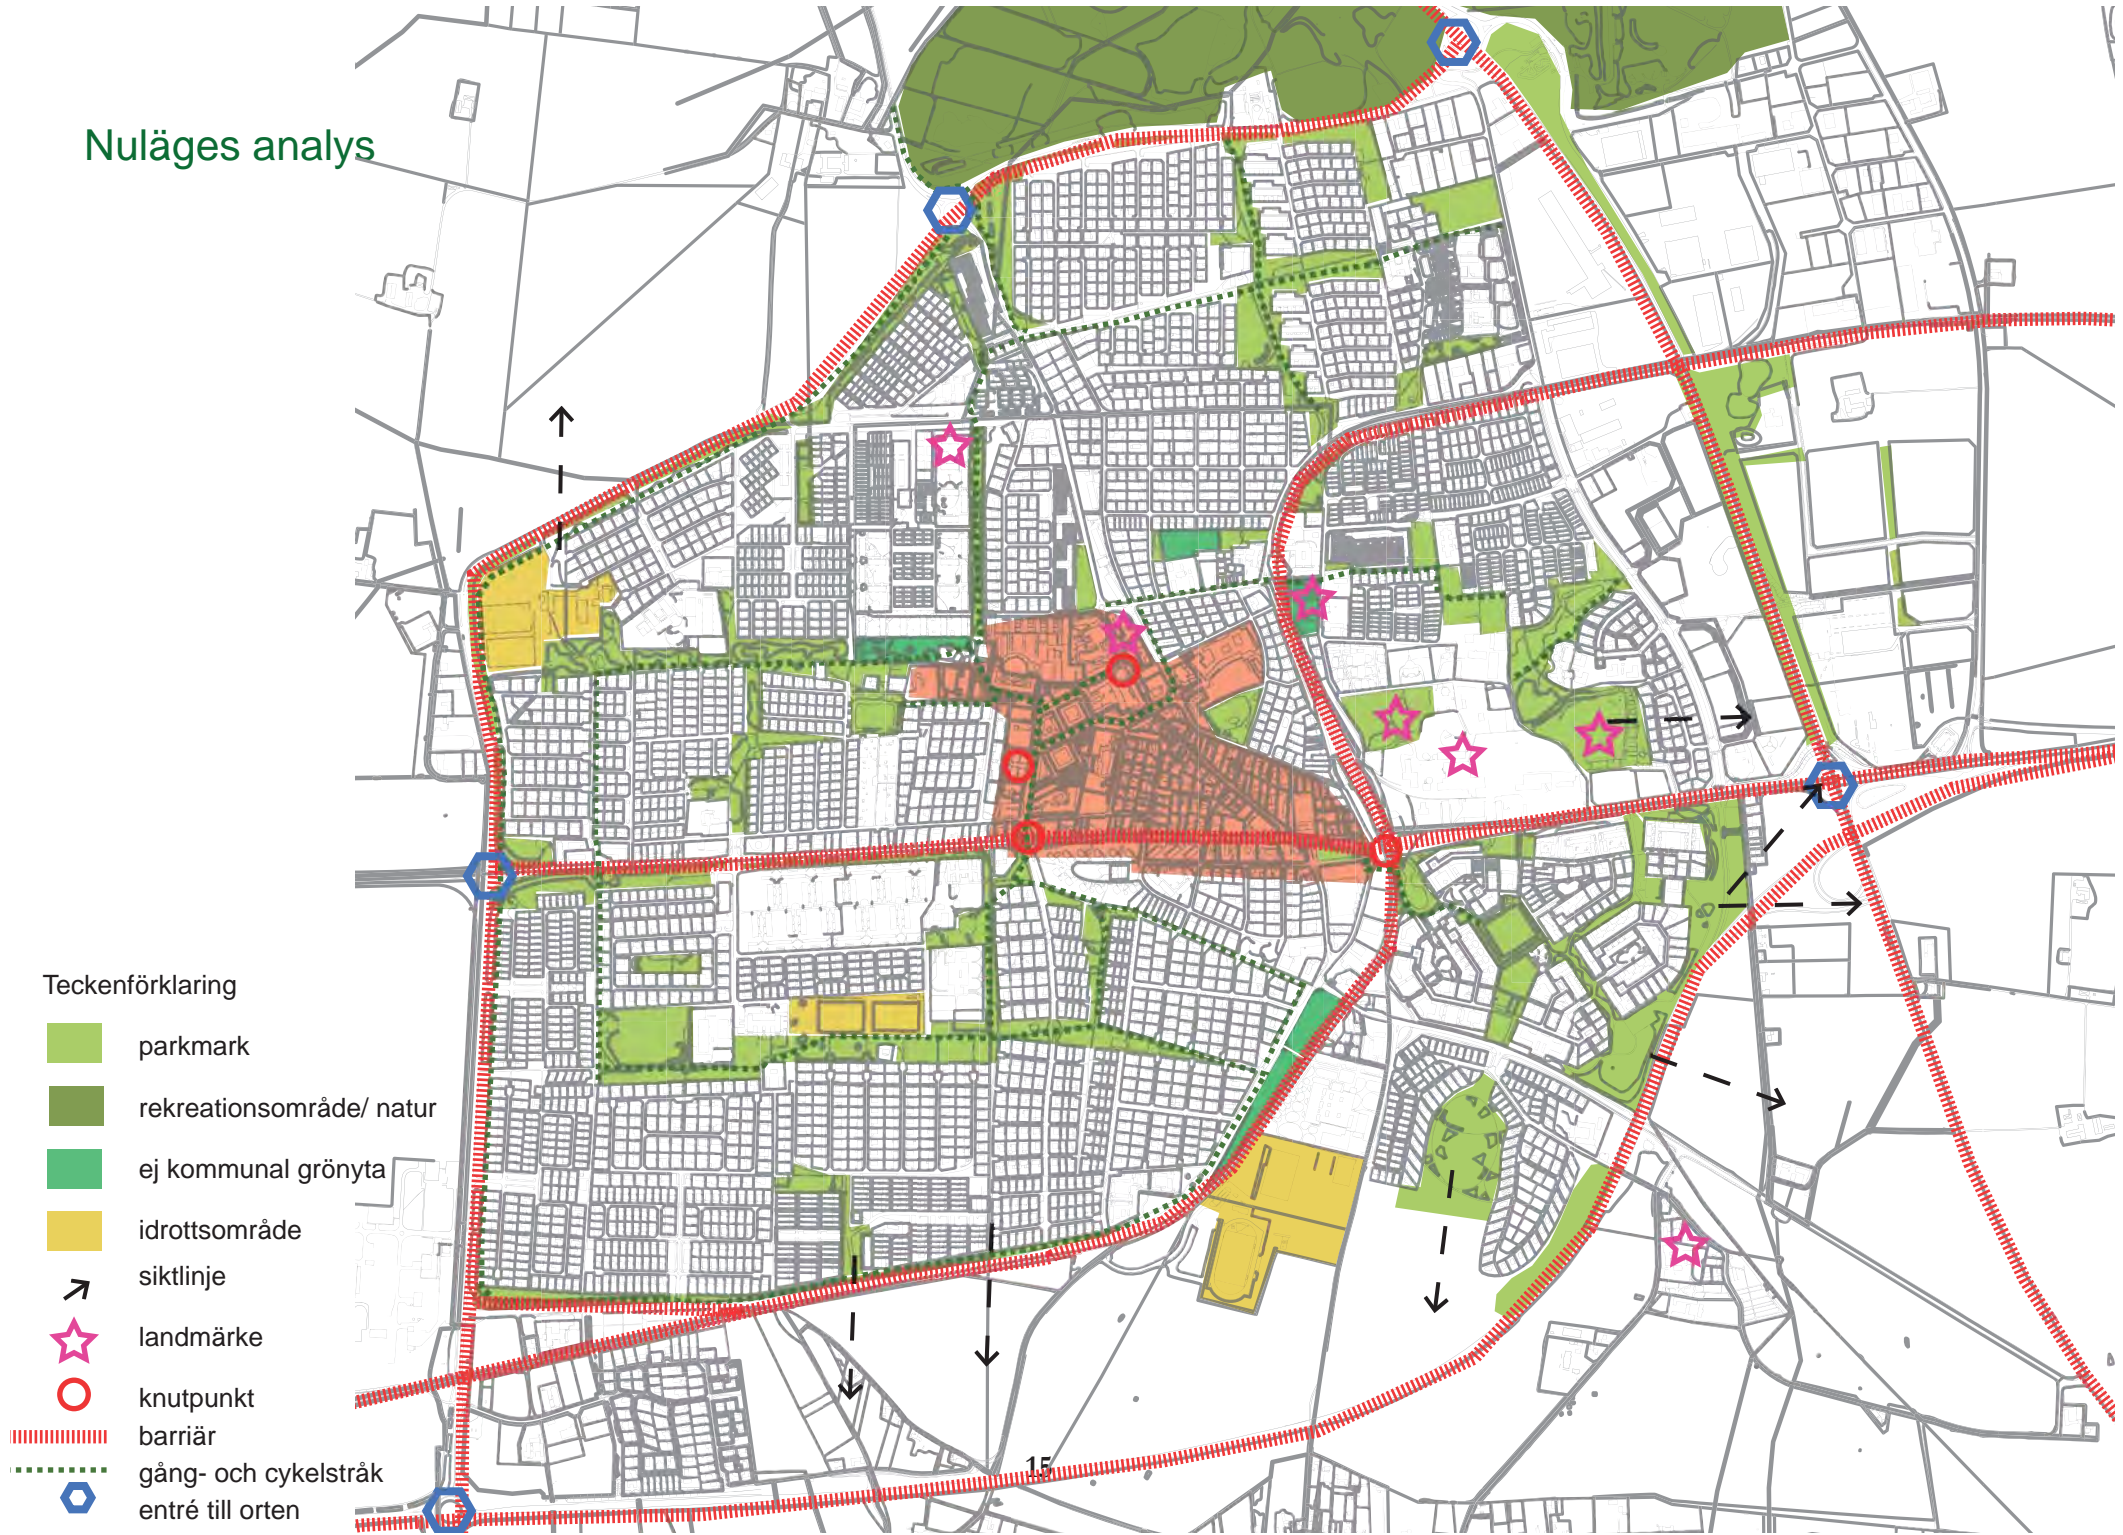 Nuläges analys
Teckenförklaring
parkmark
rekreationsområde/ natur
ej kommunal grönyta
idrottsområde
siktlinje
landmärke
knutpunkt
barriär
gång- och cykelstråk
entré till orten
15